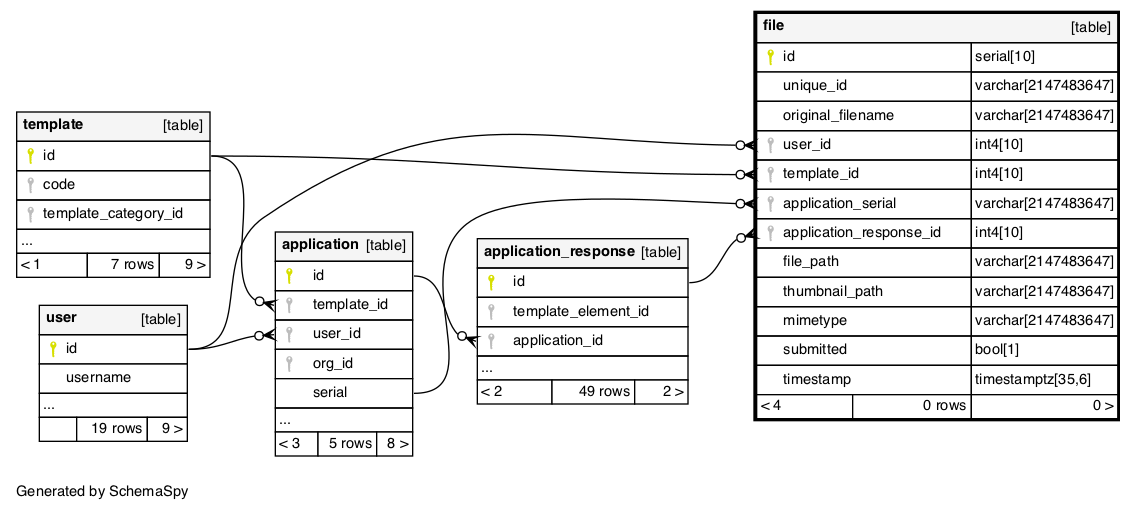 file [table]
id serial[10]
unique_id varchar[2147483647]
original_filename varchar[2147483647]
user_id int4[10]
template_id int4[10]
application_serial varchar[2147483647]
application_response_id int4[10]
file_path varchar[2147483647]
thumbnail_path varchar[2147483647]
mimetype varchar[2147483647]
submitted bool[1]
timestamp timestamptz[35,6]
< 4 0 rows 0 >
template [table]
id
code
template_category_id
...
< 1 7 rows 9 >
user [table]
id
username
...
19 rows 9 >
application [table]
id
template_id
user_id
org_id
serial
...
< 3 5 rows 8 >
application_response [table]
id
template_element_id
application_id
...
< 2 49 rows 2 >
Generated by SchemaSpy